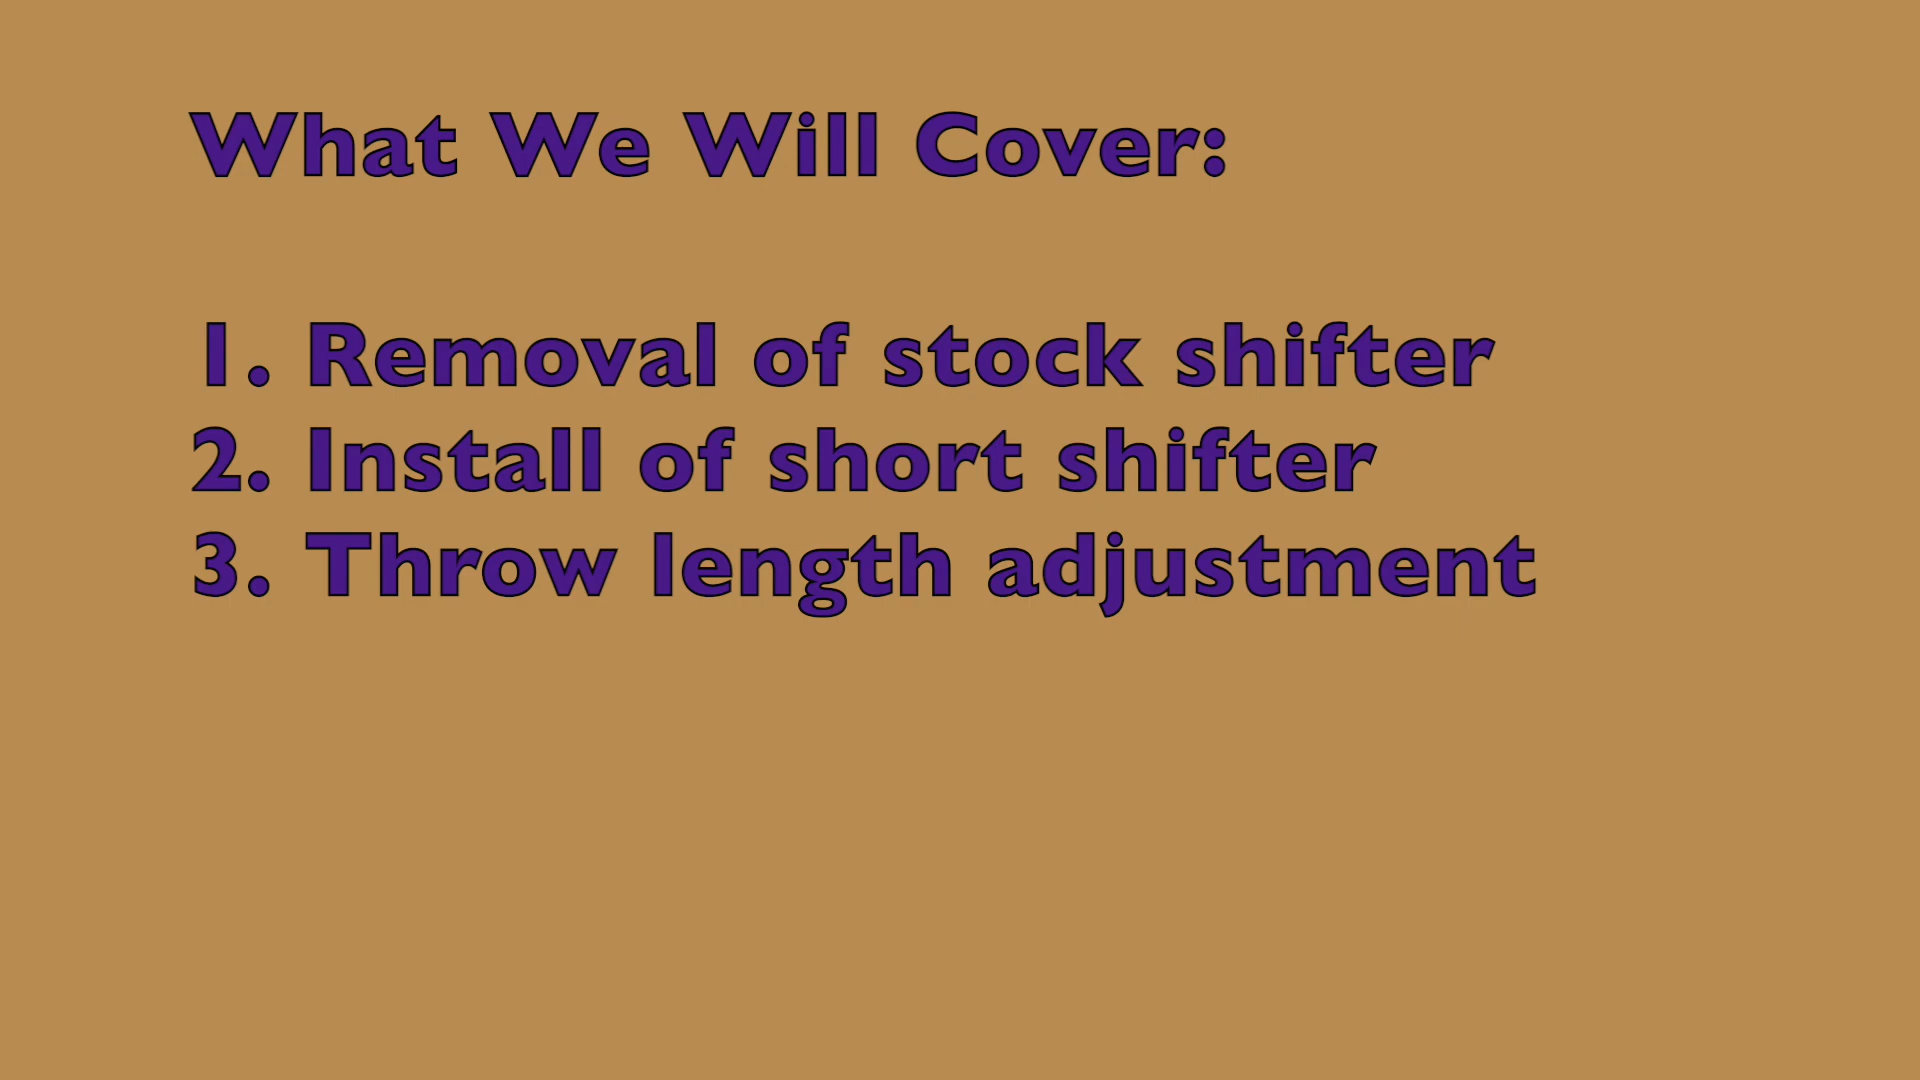 What We Will Cover:
1. Removal of stock shifter
2. Install of short shifter
3. Throw length adjustment